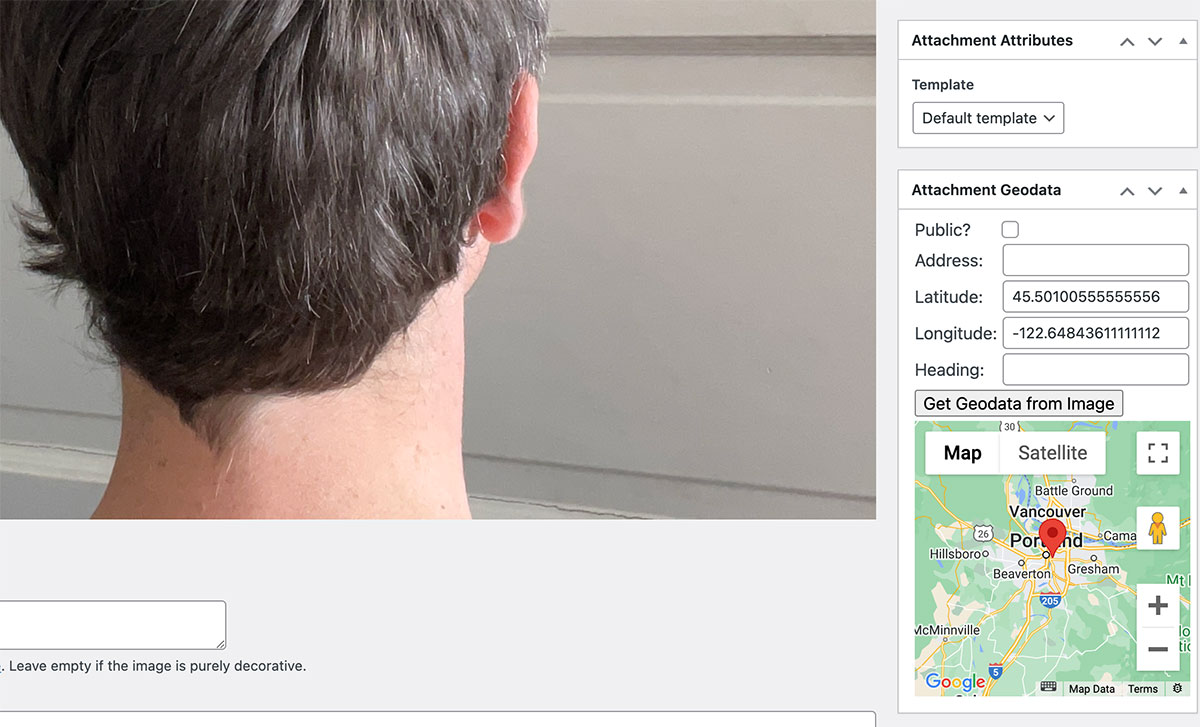 Attachment Attributes
Template
Default template
Attachment Geodata
Public?
Address:
Latitude: 45.50100555555556
Longitude: -122.64843611111112
Heading:
Get Geodata from Image
30
Map Satellite
Battle Ground
Vancouver
26
Portland
Hillsboro
Beaverton
Gresham
205
McMinnville
5
Google
Map Data Terms
. Leave empty if the image is purely decorative.